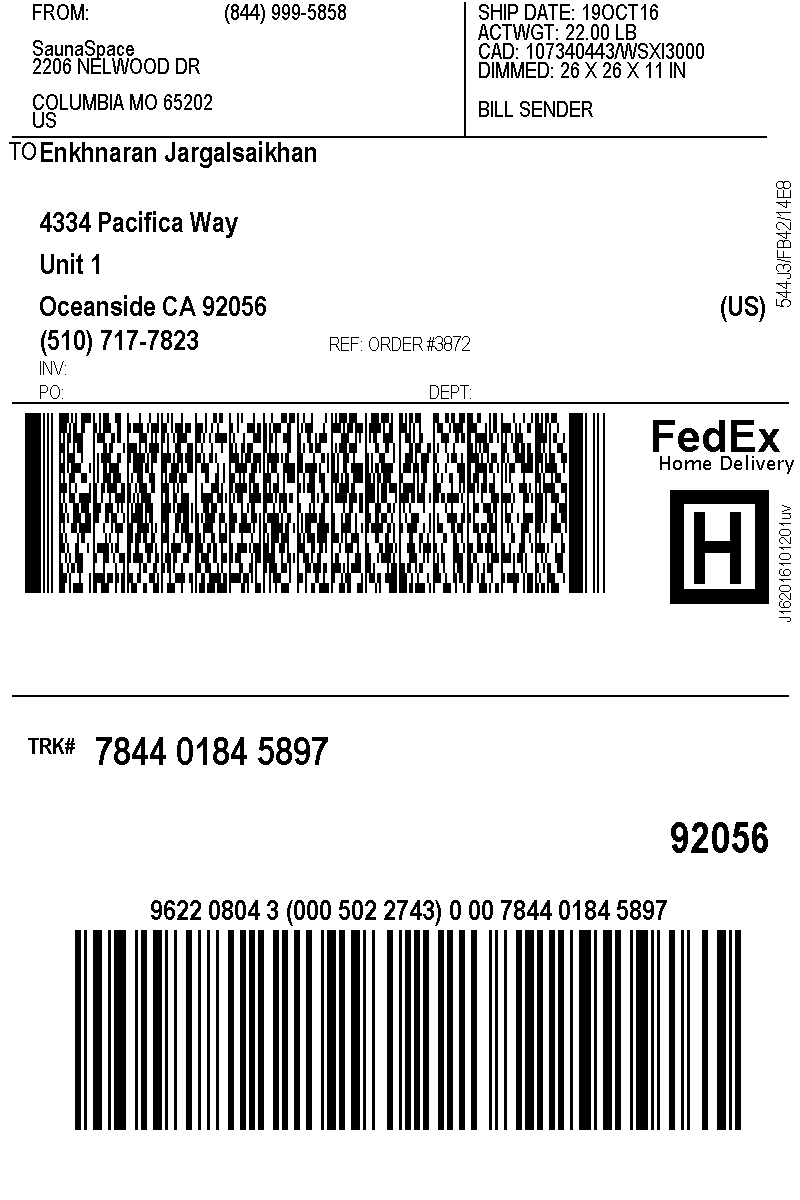 FROM: (844) 999-5858
SaunaSpace
2206 NELWOOD DR
COLUMBIA MO 65202
US
SHIP DATE: 19OCT16
ACTWGT: 22.00 LB
CAD: 107340443/WSXI3000
DIMMED: 26 X 26 X 11 IN
BILL SENDER
TO Enkhnaran Jargalsaikhan
4334 Pacifica Way
Unit 1
Oceanside CA 92056 (US)
(510) 717-7823 REF: ORDER #3872
INV:
PO: DEPT:
544J3/FB42/14E8
FedEx
Home Delivery
H
J162016101201uv
TRK# 7844 0184 5897
92056
9622 0804 3 (000 502 2743) 0 00 7844 0184 5897